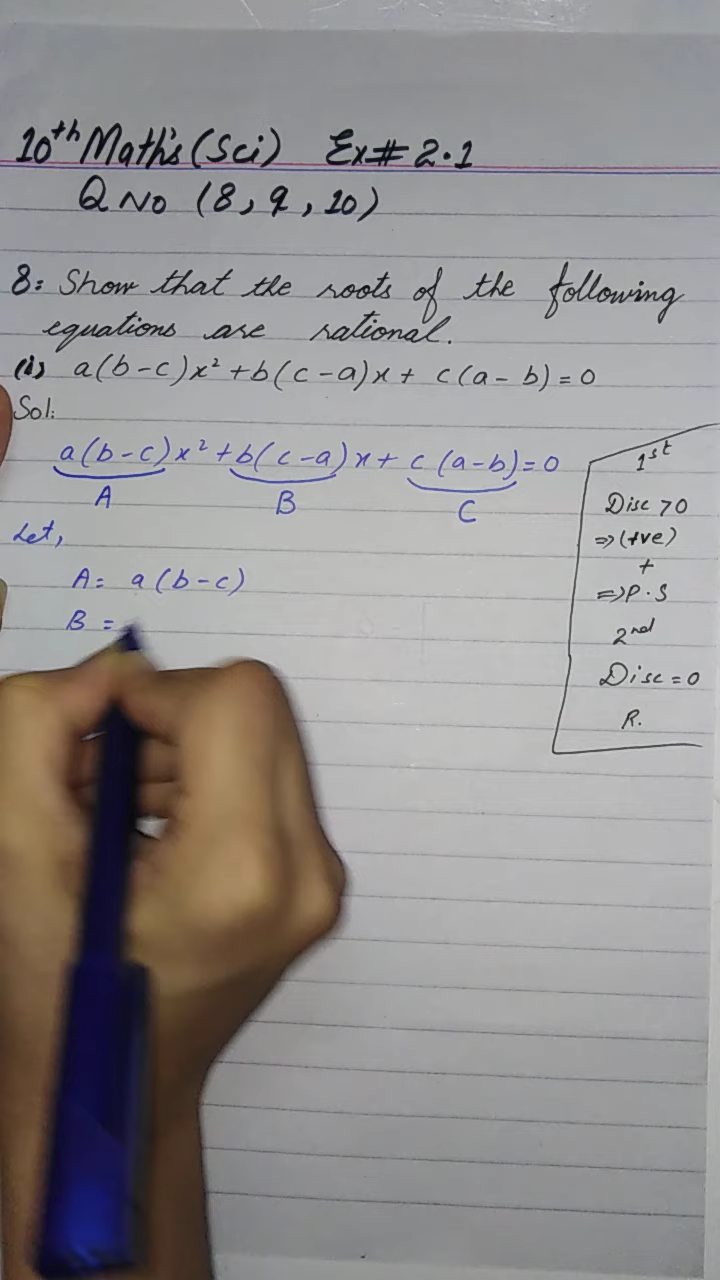 10th Math's (Sci) Ex# 2.1
Q No (8, 9, 10)
8: Show that the roots of the following
equations are rational.
(i) a(b-c)x² + b(c-a)x + c(a-b) = 0
Sol:
a(b-c)x² + b(c-a)x + c(a-b) = 0
A B C
Let,
A = a(b-c)
B =
1st
Disc > 0
⇒ (+ve)
+
⇒ P.S
2nd
Disc = 0
R.